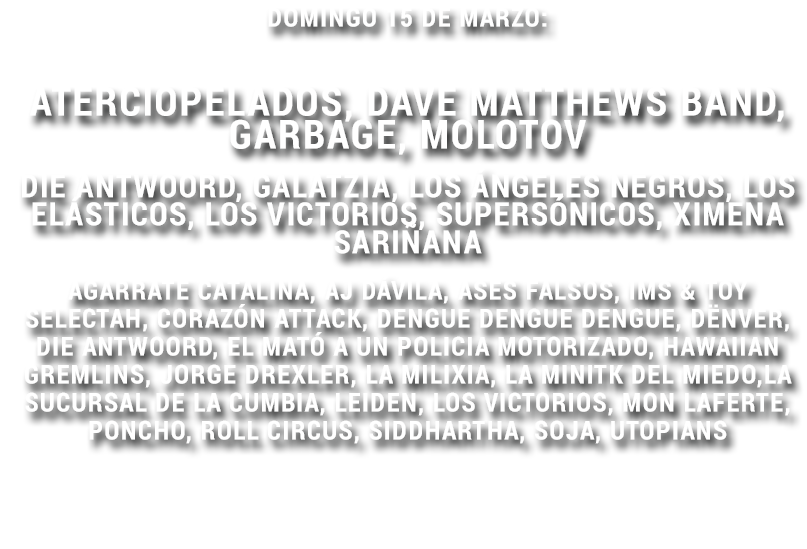 DOMINGO 15 DE MARZO:
ATERCIOPELADOS, DAVE MATTHEWS BAND,
GARBAGE, MOLOTOV
DIE ANTWOORD, GALATZIA, LOS ÁNGELES NEGROS, LOS
ELÁSTICOS, LOS VICTORIOS, SUPERSÓNICOS, XIMENA
SARIÑANA
AGARRATE CATALINA, AJ DAVILA, ASES FALSOS, IMS & TOY
SELECTAH, CORAZÓN ATTACK, DENGUE DENGUE DENGUE, DËNVER,
DIE ANTWOORD, EL MATÓ A UN POLICIA MOTORIZADO, HAWAIIAN
GREMLINS, JORGE DREXLER, LA MILIXIA, LA MINITK DEL MIEDO,LA
SUCURSAL DE LA CUMBIA, LEIDEN, LOS VICTORIOS, MON LAFERTE,
PONCHO, ROLL CIRCUS, SIDDHARTHA, SOJA, UTOPIANS